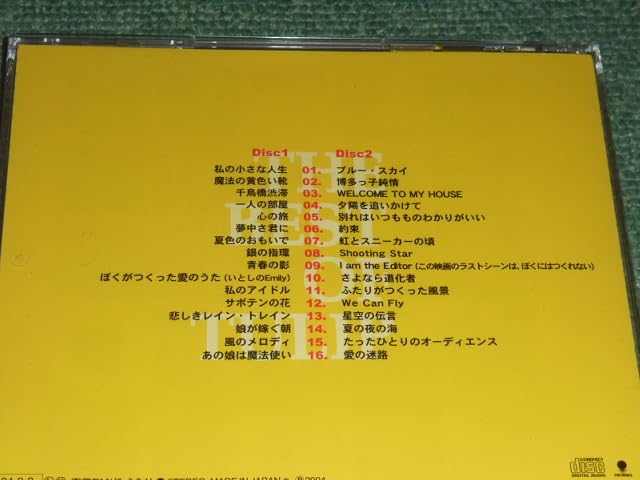 Disc1 Disc2
私の小さな人生 01. ブルー・スカイ
魔法の黄色い靴 02. 博多っ子純情
千鳥橋渋滞 03. WELCOME TO MY HOUSE
一人の部屋 04. 夕陽を追いかけて
心の旅 05. 別れはいつもものわかりがいい
夢中さ君に 06. 約束
夏色のおもいで 07. 虹とスニーカーの頃
銀の指環 08. Shooting Star
青春の影 09. I am the Editor (この映画のラストシーンは、ぼくにはつくれない)
ぼくがつくった愛のうた (いとしのEmily) 10. さよなら道化者
私のアイドル 11. ふたりがつくった風景
サボテンの花 12. We Can Fly
悲しきレイン・トレイン 13. 星空の伝言
娘が嫁ぐ朝 14. 夏の夜の海
風のメロディ 15. たったひとりのオーディエンス
あの娘は魔法使い 16. 愛の迷路
THE
BEST
OF
TULIP
COMPACT
disc
DIGITAL AUDIO
STEREO MADE IN JAPAN